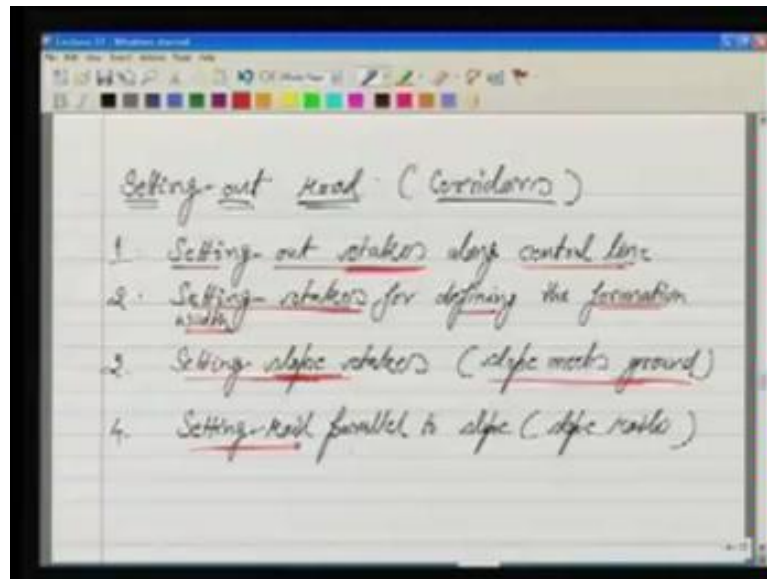 Setting-out Road (Corridors)
1. Setting-out stakes along control line
2. Setting-stakes for defining the formation
width
3. Setting slope stakes (slope meets ground)
4. Setting-rail parallel to slope (slope rails)